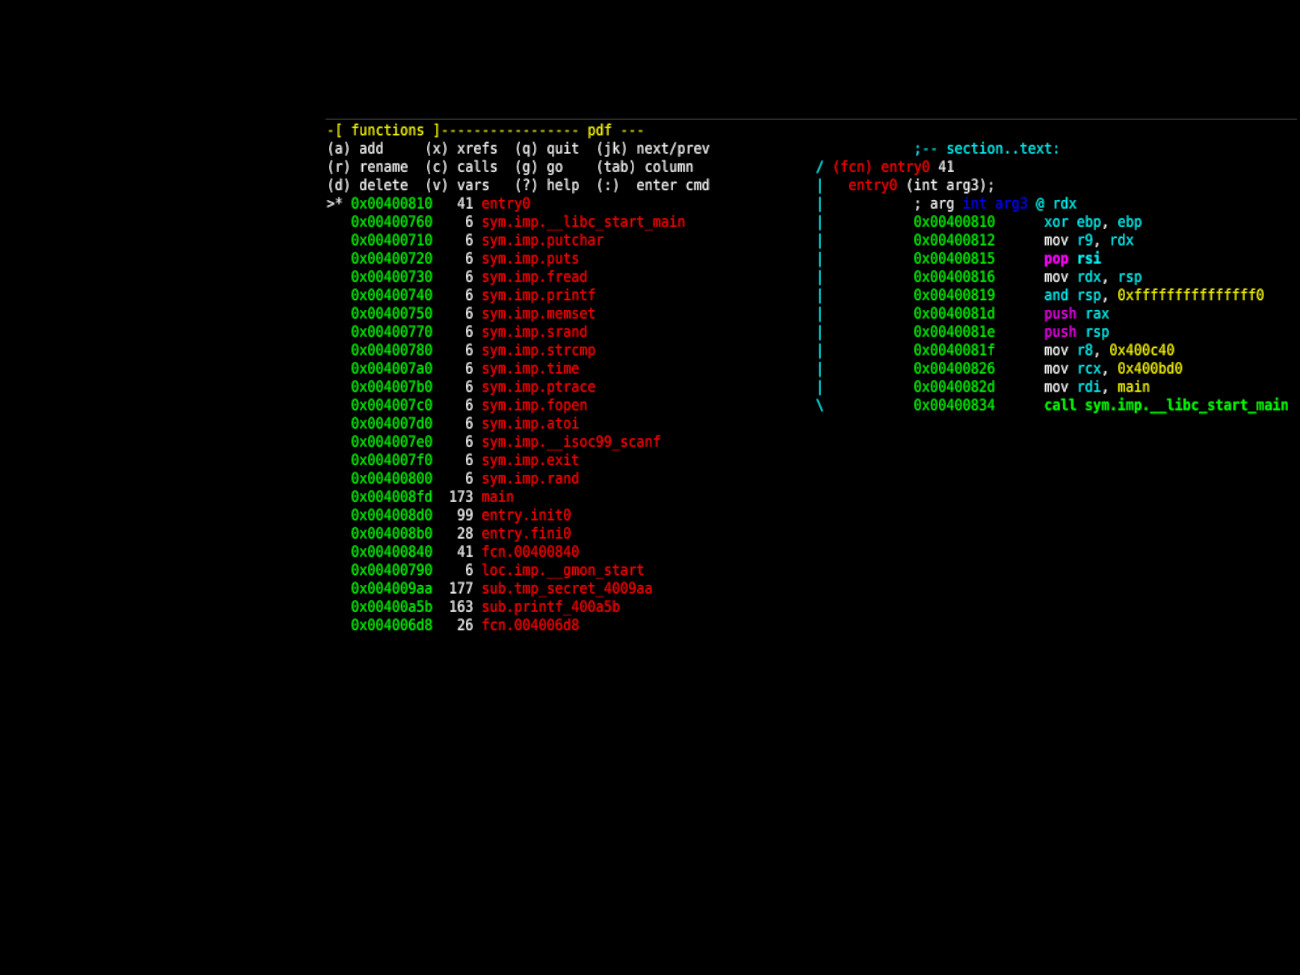 -[ functions ]----------------- pdf ---
(a) add     (x) xrefs  (q) quit  (jk) next/prev
(r) rename  (c) calls  (g) go    (tab) column
(d) delete  (v) vars   (?) help  (:)  enter cmd
>* 0x00400810   41 entry0
   0x00400760    6 sym.imp.__libc_start_main
   0x00400710    6 sym.imp.putchar
   0x00400720    6 sym.imp.puts
   0x00400730    6 sym.imp.fread
   0x00400740    6 sym.imp.printf
   0x00400750    6 sym.imp.memset
   0x00400770    6 sym.imp.srand
   0x00400780    6 sym.imp.strcmp
   0x004007a0    6 sym.imp.time
   0x004007b0    6 sym.imp.ptrace
   0x004007c0    6 sym.imp.fopen
   0x004007d0    6 sym.imp.atoi
   0x004007e0    6 sym.imp.__isoc99_scanf
   0x004007f0    6 sym.imp.exit
   0x00400800    6 sym.imp.rand
   0x004008fd  173 main
   0x004008d0   99 entry.init0
   0x004008b0   28 entry.fini0
   0x00400840   41 fcn.00400840
   0x00400790    6 loc.imp.__gmon_start
   0x004009aa  177 sub.tmp_secret_4009aa
   0x00400a5b  163 sub.printf_400a5b
   0x004006d8   26 fcn.004006d8
            ;-- section..text:
/ (fcn) entry0 41
|   entry0 (int arg3);
|           ; arg int arg3 @ rdx
|           0x00400810      xor ebp, ebp
|           0x00400812      mov r9, rdx
|           0x00400815      pop rsi
|           0x00400816      mov rdx, rsp
|           0x00400819      and rsp, 0xfffffffffffffff0
|           0x0040081d      push rax
|           0x0040081e      push rsp
|           0x0040081f      mov r8, 0x400c40
|           0x00400826      mov rcx, 0x400bd0
|           0x0040082d      mov rdi, main
\           0x00400834      call sym.imp.__libc_start_main